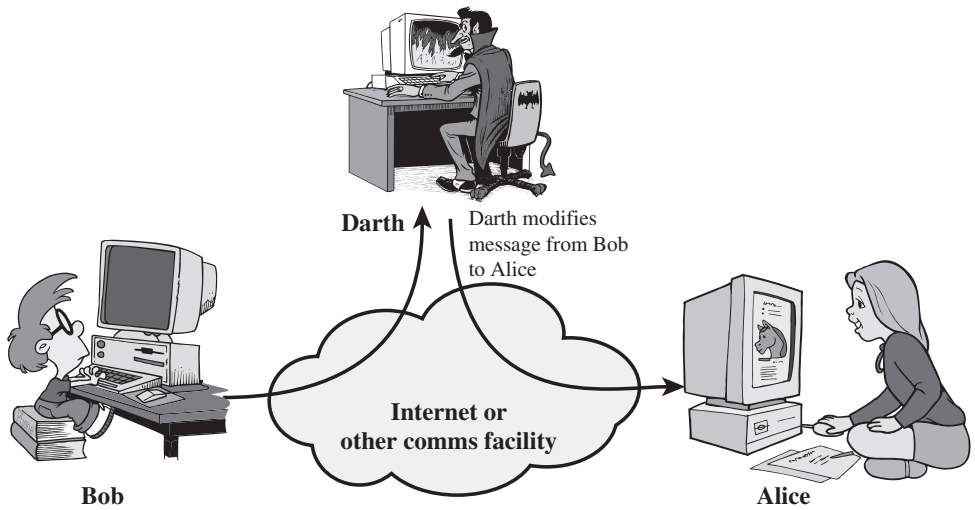 Darth
Darth modifies
message from Bob
to Alice
Internet or
other comms facility
Bob
Alice